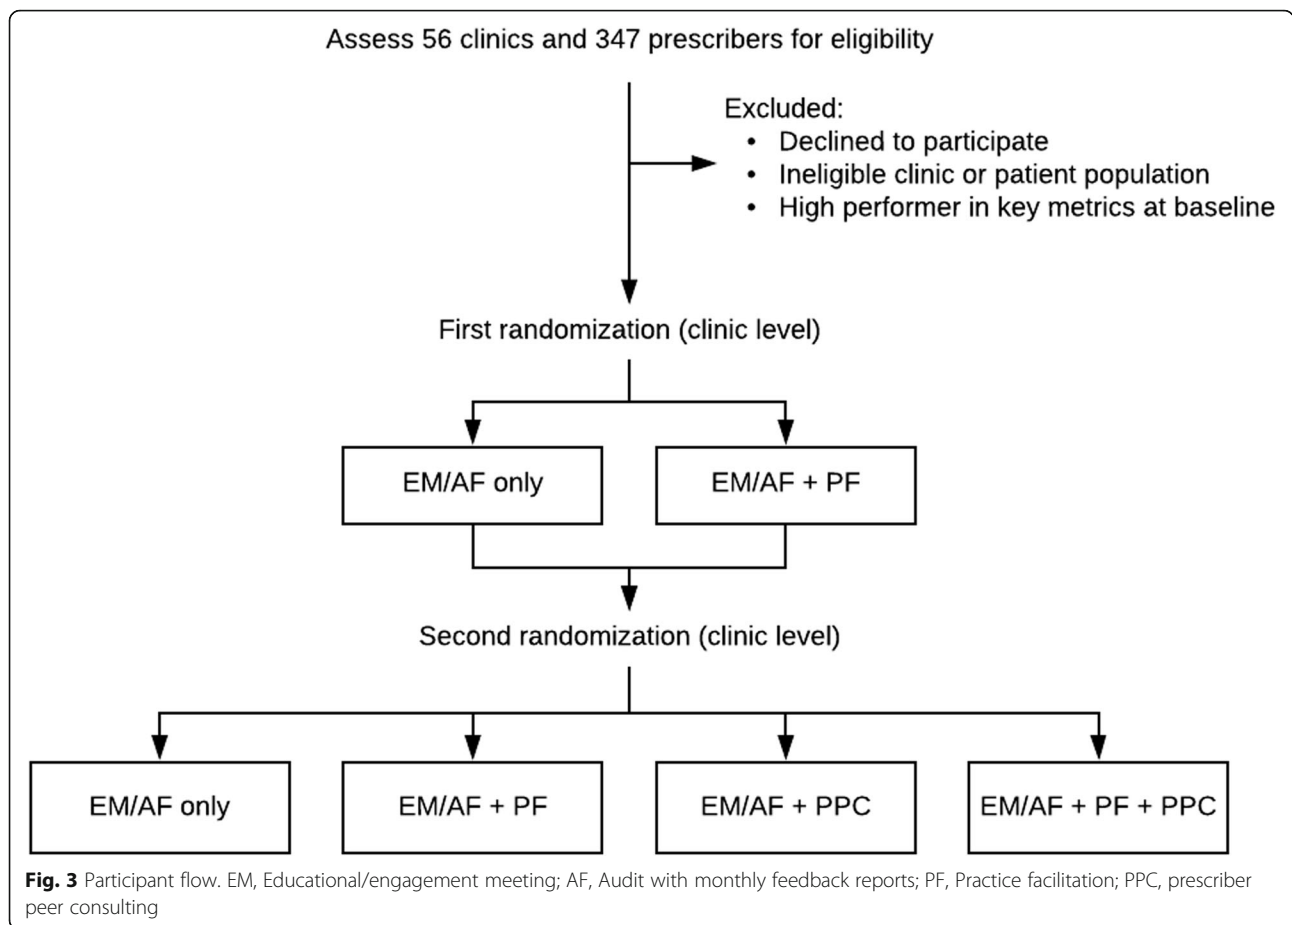 Assess 56 clinics and 347 prescribers for eligibility
Excluded:
• Declined to participate
• Ineligible clinic or patient population
• High performer in key metrics at baseline
First randomization (clinic level)
EM/AF only
EM/AF + PF
Second randomization (clinic level)
EM/AF only
EM/AF + PF
EM/AF + PPC
EM/AF + PF + PPC
Fig. 3 Participant flow. EM, Educational/engagement meeting; AF, Audit with monthly feedback reports; PF, Practice facilitation; PPC, prescriber
peer consulting